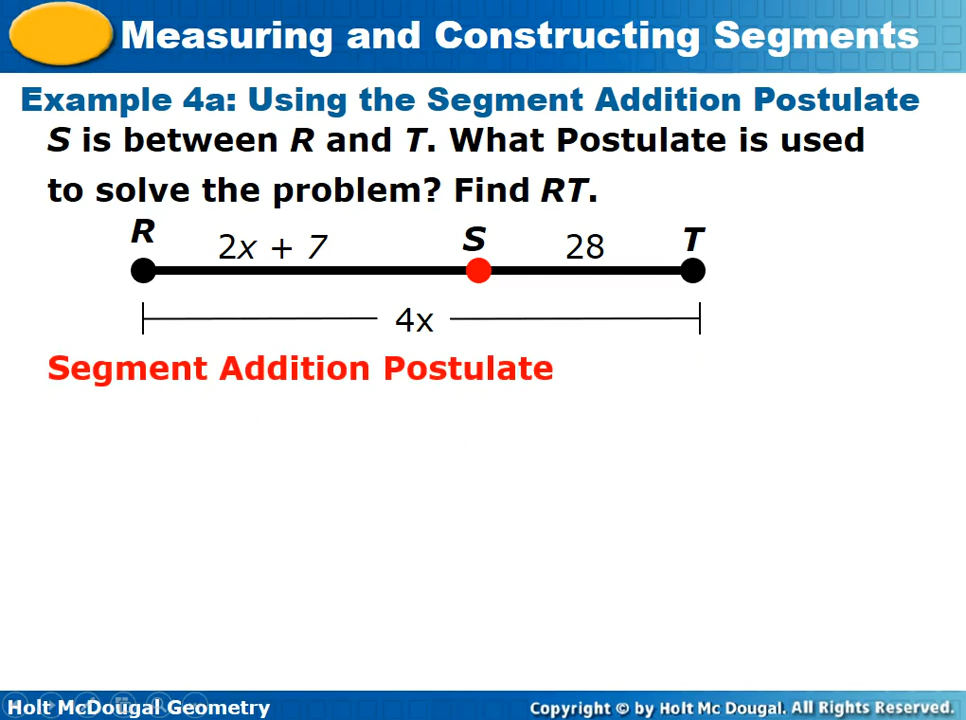 Measuring and Constructing Segments
Example 4a: Using the Segment Addition Postulate
S is between R and T. What Postulate is used
to solve the problem? Find RT.
R 2x + 7 S 28 T
4x
Segment Addition Postulate
Holt McDougal Geometry
Copyright © by Holt Mc Dougal. All Rights Reserved.